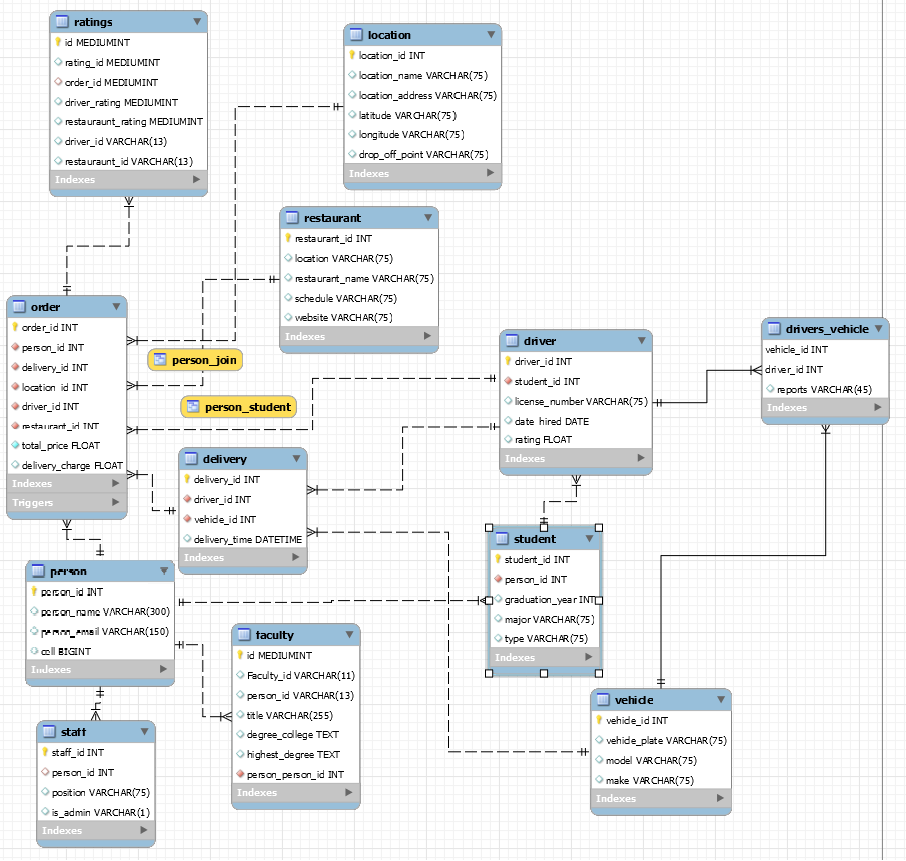 ratings
id MEDIUMINT
rating_id MEDIUMINT
order_id MEDIUMINT
driver_rating MEDIUMINT
restauraunt_rating MEDIUMINT
driver_id VARCHAR(13)
restauraunt_id VARCHAR(13)
Indexes
location
location_id INT
location_name VARCHAR(75)
location_address VARCHAR(75)
latitude VARCHAR(75)
longitude VARCHAR(75)
drop_off_point VARCHAR(75)
Indexes
restaurant
restaurant_id INT
location VARCHAR(75)
restaurant_name VARCHAR(75)
schedule VARCHAR(75)
website VARCHAR(75)
Indexes
order
order_id INT
person_id INT
delivery_id INT
location_id INT
driver_id INT
restaurant_id INT
total_price FLOAT
delivery_charge FLOAT
Indexes
Triggers
person_join
person_student
driver
driver_id INT
student_id INT
license_number VARCHAR(75)
date_hired DATE
rating FLOAT
Indexes
drivers_vehicle
vehicle_id INT
driver_id INT
reports VARCHAR(45)
Indexes
delivery
delivery_id INT
driver_id INT
vehicle_id INT
delivery_time DATETIME
Indexes
student
student_id INT
person_id INT
graduation_year INT
major VARCHAR(75)
type VARCHAR(75)
Indexes
person
person_id INT
person_name VARCHAR(300)
person_email VARCHAR(150)
cell BIGINT
Indexes
faculty
id MEDIUMINT
Faculty_id VARCHAR(11)
person_id VARCHAR(13)
title VARCHAR(255)
degree_college TEXT
highest_degree TEXT
person_person_id INT
Indexes
vehicle
vehicle_id INT
vehicle_plate VARCHAR(75)
model VARCHAR(75)
make VARCHAR(75)
Indexes
staff
staff_id INT
person_id INT
position VARCHAR(75)
is_admin VARCHAR(1)
Indexes